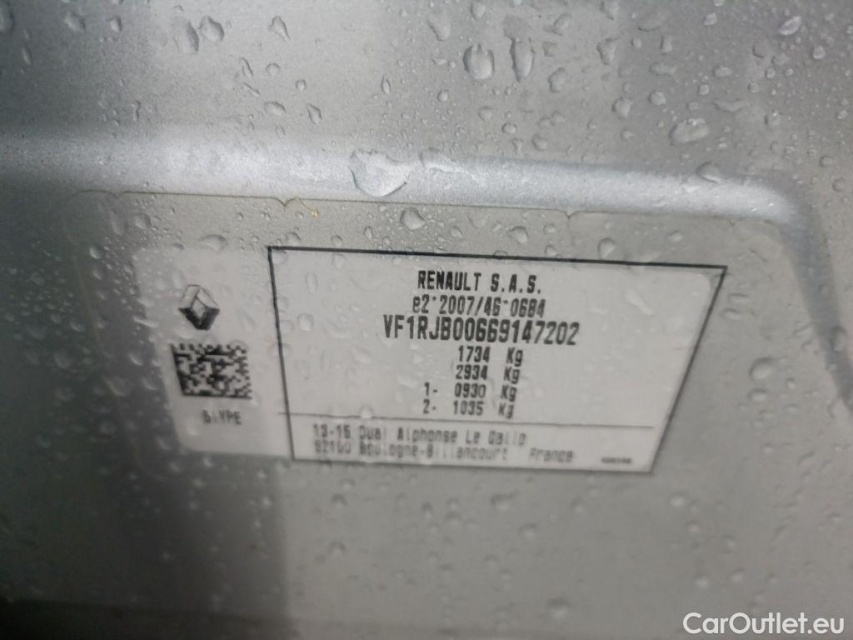 RENAULT S.A.S.
e2*2007/46*0684
VF1RJB00669147202
1734 Kg
2934 Kg
1- 0930 Kg
2- 1035 Kg
13-15 Quai Alphonse Le Gallo
92100 Boulogne-Billancourt France
CarOutlet.eu